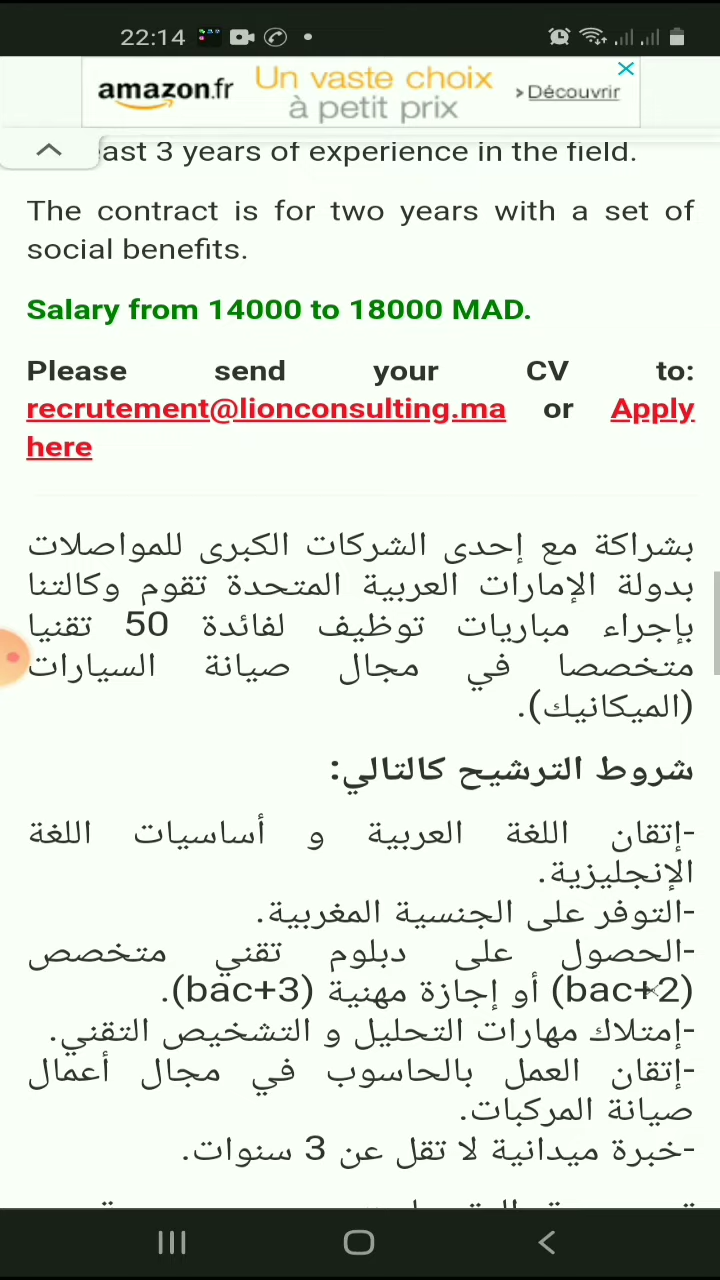 22:14
amazon.fr
Un vaste choix
à petit prix
> Découvrir
ast 3 years of experience in the field.
The contract is for two years with a set of
social benefits.
Salary from 14000 to 18000 MAD.
Please send your CV to:
recrutement@lionconsulting.ma or Apply
here
بشراكة مع إحدى الشركات الكبرى للمواصلات
بدولة الإمارات العربية المتحدة تقوم وكالتنا
بإجراء مباريات توظيف لفائدة 50 تقنيا
متخصصا في مجال صيانة السيارات
(الميكانيك).
شروط الترشيح كالتالي:
-إتقان اللغة العربية و أساسيات اللغة
الإنجليزية.
-التوفر على الجنسية المغربية.
-الحصول على دبلوم تقني متخصص
(bac+2) أو إجازة مهنية (bac+3).
-إمتلاك مهارات التحليل و التشخيص التقني.
-إتقان العمل بالحاسوب في مجال أعمال
صيانة المركبات.
-خبرة ميدانية لا تقل عن 3 سنوات.